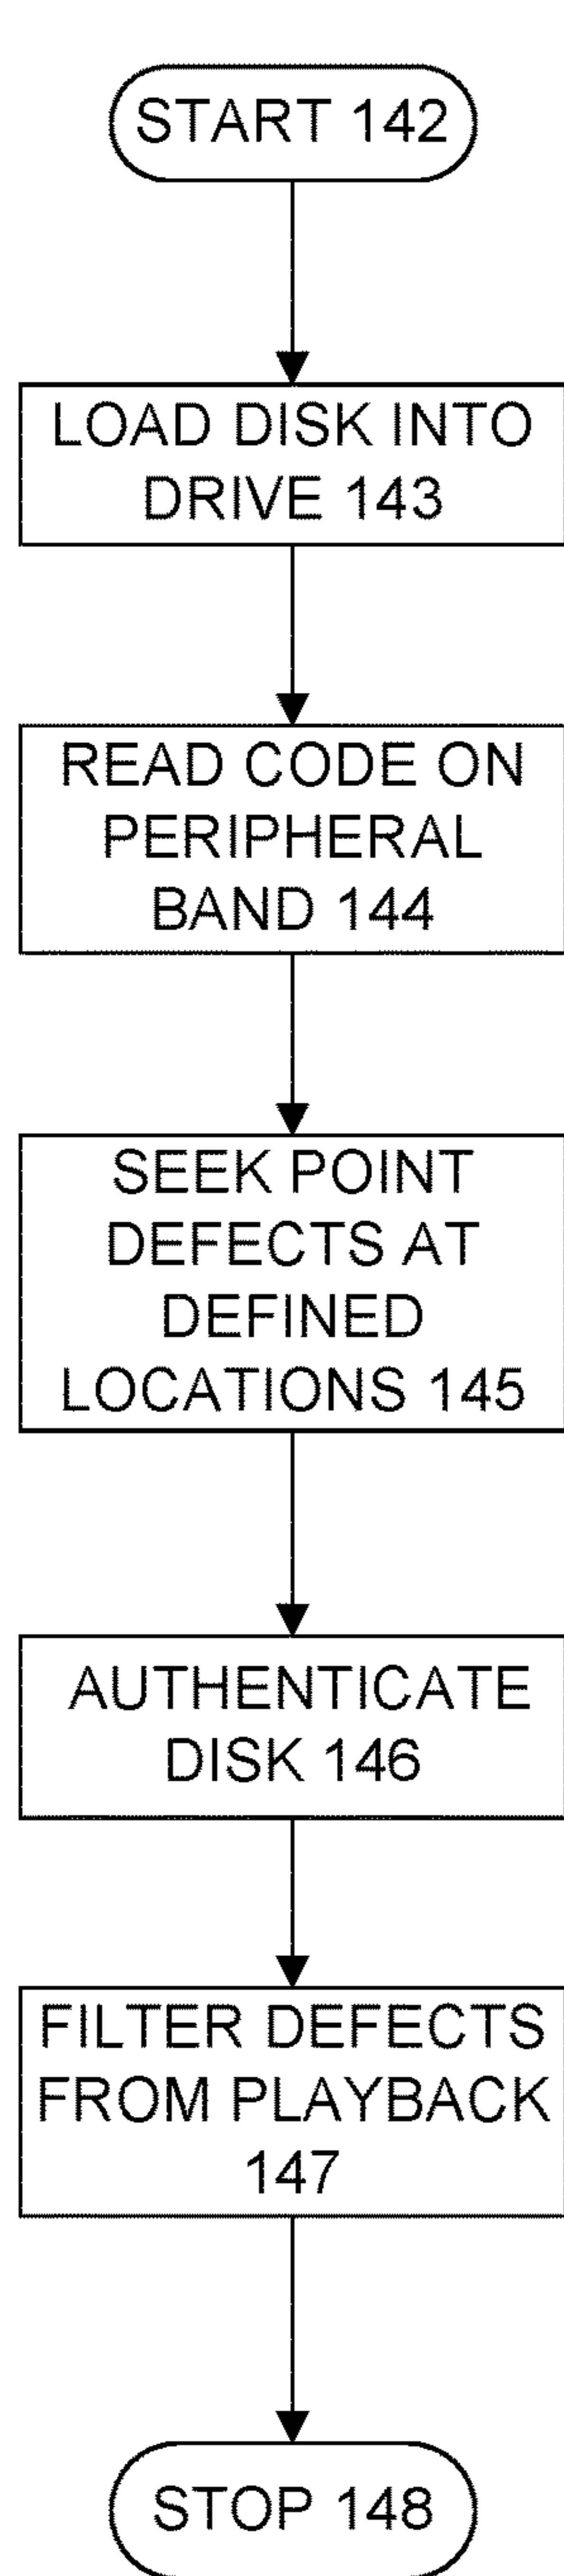 START 142
LOAD DISK INTO
DRIVE 143
READ CODE ON
PERIPHERAL
BAND 144
SEEK POINT
DEFECTS AT
DEFINED
LOCATIONS 145
AUTHENTICATE
DISK 146
FILTER DEFECTS
FROM PLAYBACK
147
STOP 148